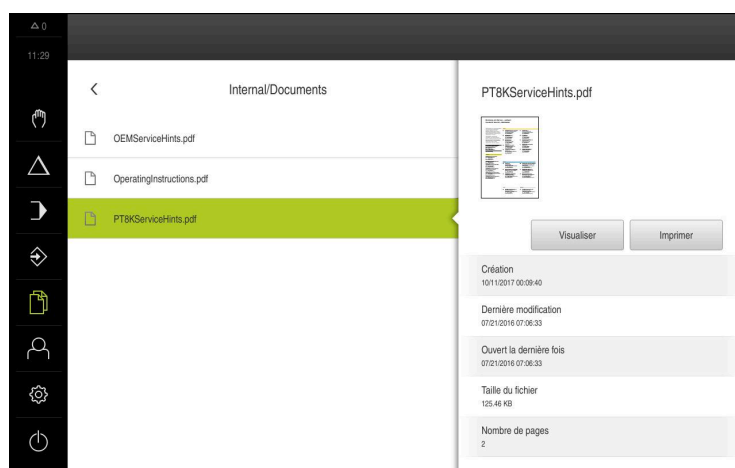 0
11:29
Internal/Documents
OEMServiceHints.pdf
OperatingInstructions.pdf
PT8KServiceHints.pdf
PT8KServiceHints.pdf
Visualiser
Imprimer
Création
10/11/2017 00:09:40
Dernière modification
07/21/2016 07:06:33
Ouvert la dernière fois
07/21/2016 07:06:33
Taille du fichier
125.46 KB
Nombre de pages
2